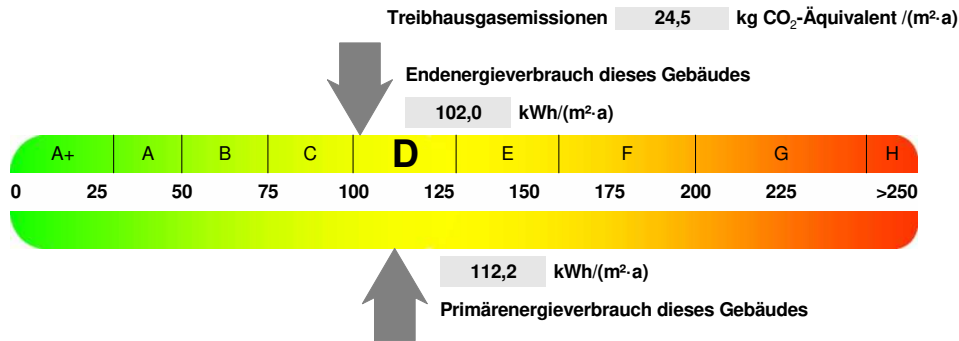 Treibhausgasemissionen 24,5 kg CO₂-Äquivalent /(m²·a)
Endenergieverbrauch dieses Gebäudes
102,0 kWh/(m²·a)
A+ A B C D E F G H
0 25 50 75 100 125 150 175 200 225 >250
112,2 kWh/(m²·a)
Primärenergieverbrauch dieses Gebäudes